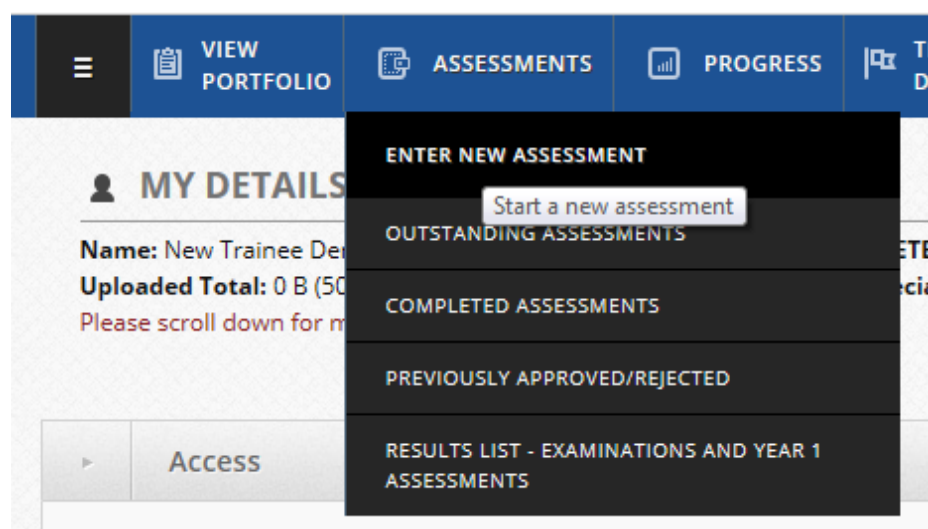 VIEW
PORTFOLIO
ASSESSMENTS
PROGRESS
ENTER NEW ASSESSMENT
Start a new assessment
OUTSTANDING ASSESSMENTS
COMPLETED ASSESSMENTS
PREVIOUSLY APPROVED/REJECTED
RESULTS LIST - EXAMINATIONS AND YEAR 1
ASSESSMENTS
MY DETAILS
Name: New Trainee
Uploaded Total: 0 B
Please scroll down for
Access